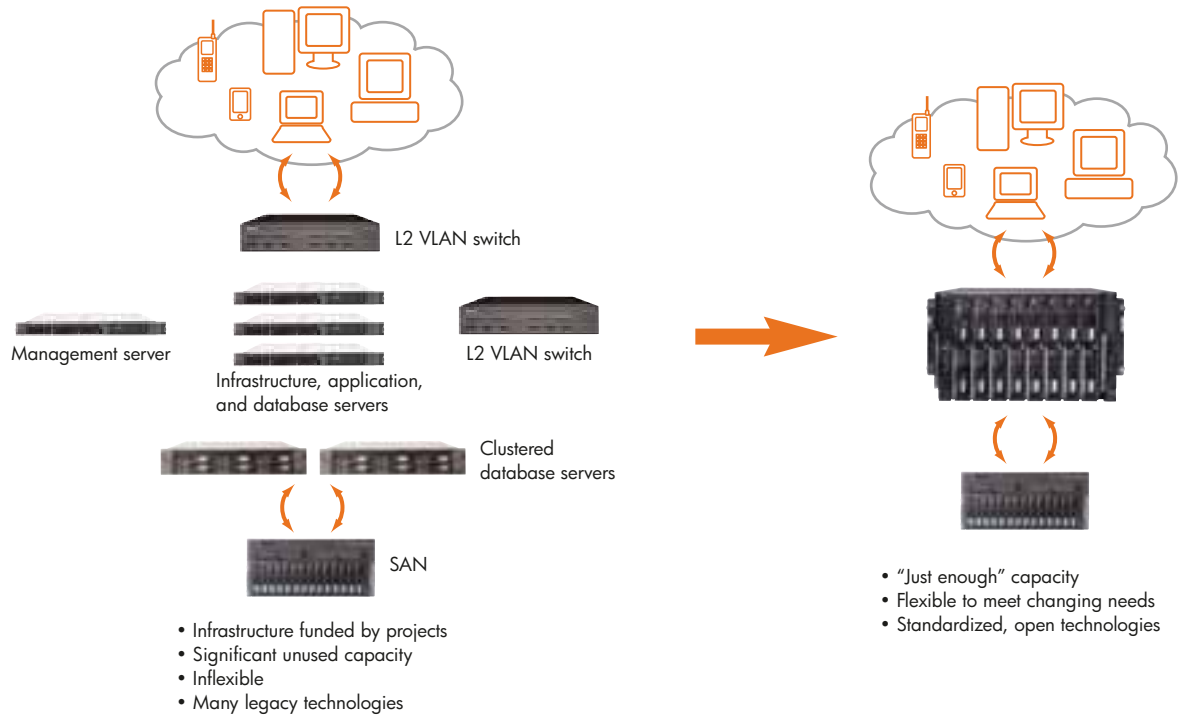 L2 VLAN switch
Management server
L2 VLAN switch
Infrastructure, application,
and database servers
Clustered
database servers
SAN
• Infrastructure funded by projects
• Significant unused capacity
• Inflexible
• Many legacy technologies
• “Just enough” capacity
• Flexible to meet changing needs
• Standardized, open technologies